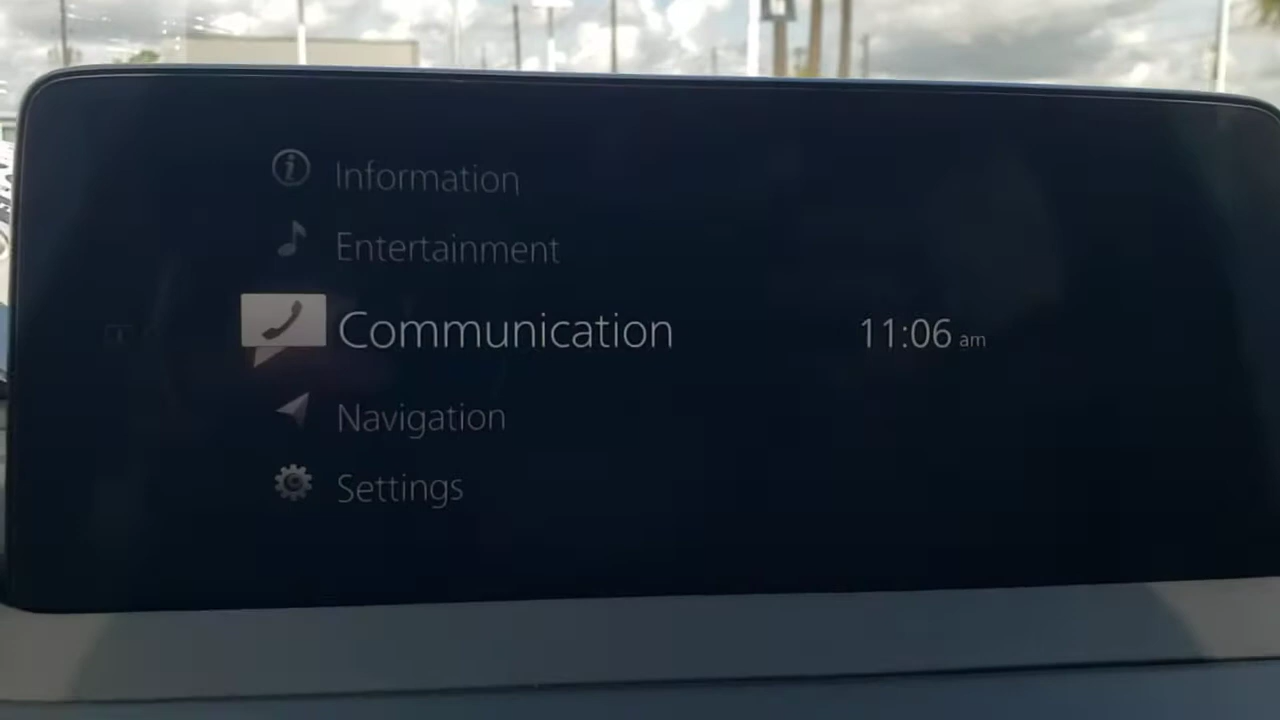 Information
Entertainment
Communication
11:06 am
Navigation
Settings